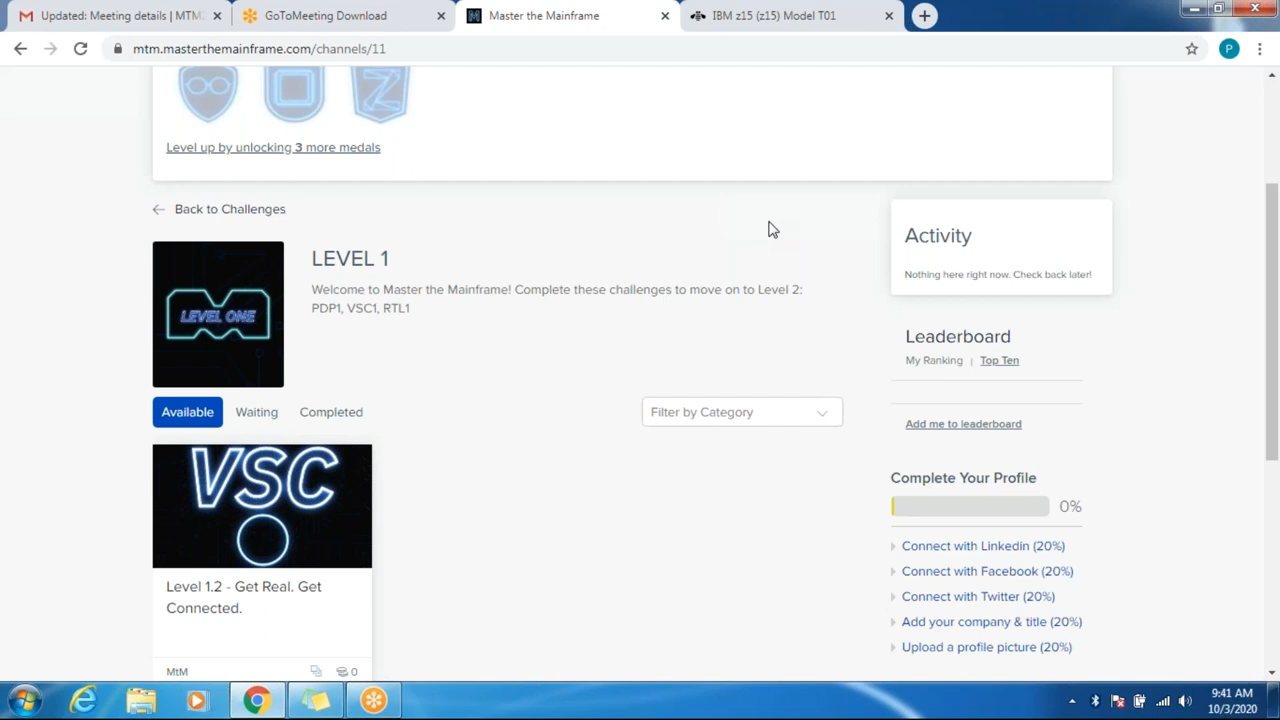 Updated: Meeting details | MTM
GoToMeeting Download
Master the Mainframe
IBM z15 (z15) Model T01
mtm.masterthemainframe.com/channels/11
P
Level up by unlocking 3 more medals
Back to Challenges
LEVEL ONE
LEVEL 1
Welcome to Master the Mainframe! Complete these challenges to move on to Level 2:
PDP1, VSC1, RTL1
Activity
Nothing here right now. Check back later!
Leaderboard
My Ranking | Top Ten
Add me to leaderboard
Available
Waiting
Completed
Filter by Category
VSC
Level 1.2 - Get Real. Get
Connected.
MtM
0
Complete Your Profile
0%
Connect with Linkedin (20%)
Connect with Facebook (20%)
Connect with Twitter (20%)
Add your company & title (20%)
Upload a profile picture (20%)
9:41 AM
10/3/2020